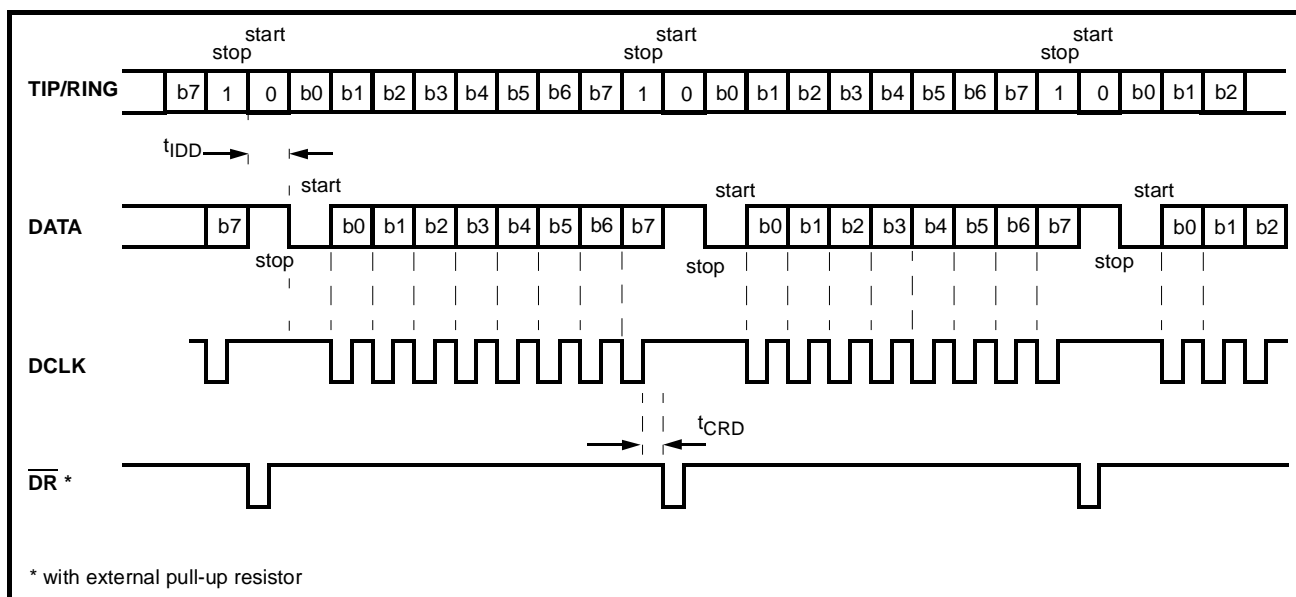 start start start
stop stop stop
TIP/RING b7 1 0 b0 b1 b2 b3 b4 b5 b6 b7 1 0 b0 b1 b2 b3 b4 b5 b6 b7 1 0 b0 b1 b2
tIDD
start start start
DATA b7 b0 b1 b2 b3 b4 b5 b6 b7 b0 b1 b2 b3 b4 b5 b6 b7 b0 b1 b2
stop stop stop
DCLK
tCRD
DR *
* with external pull-up resistor